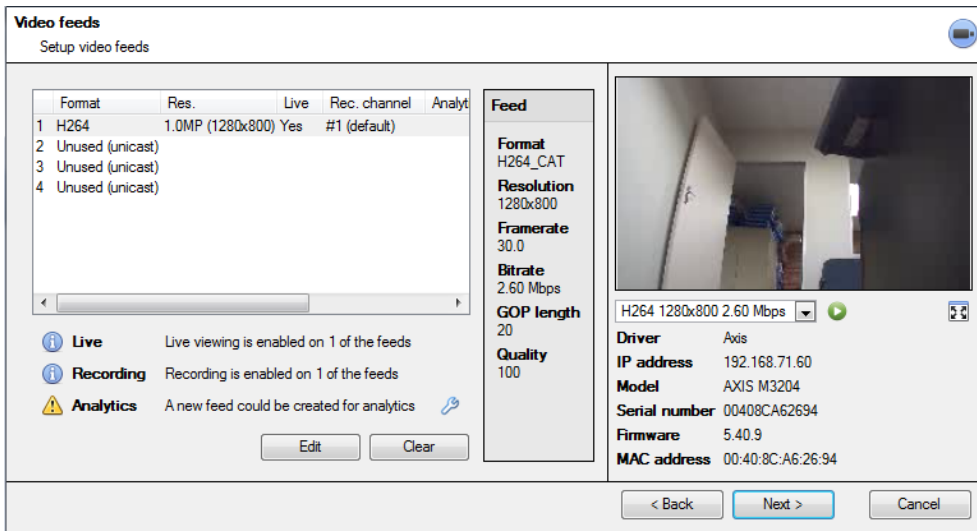 Video feeds
Setup video feeds
Format Res. Live Rec. channel Analyt
1 H264 1.0MP (1280x800) Yes #1 (default)
2 Unused (unicast)
3 Unused (unicast)
4 Unused (unicast)
Live Live viewing is enabled on 1 of the feeds
Recording Recording is enabled on 1 of the feeds
Analytics A new feed could be created for analytics
Edit Clear
Feed
Format
H264_CAT
Resolution
1280x800
Framerate
30.0
Bitrate
2.60 Mbps
GOP length
20
Quality
100
H264 1280x800 2.60 Mbps
Driver Axis
IP address 192.168.71.60
Model AXIS M3204
Serial number 00408CA62694
Firmware 5.40.9
MAC address 00:40:8C:A6:26:94
< Back Next > Cancel